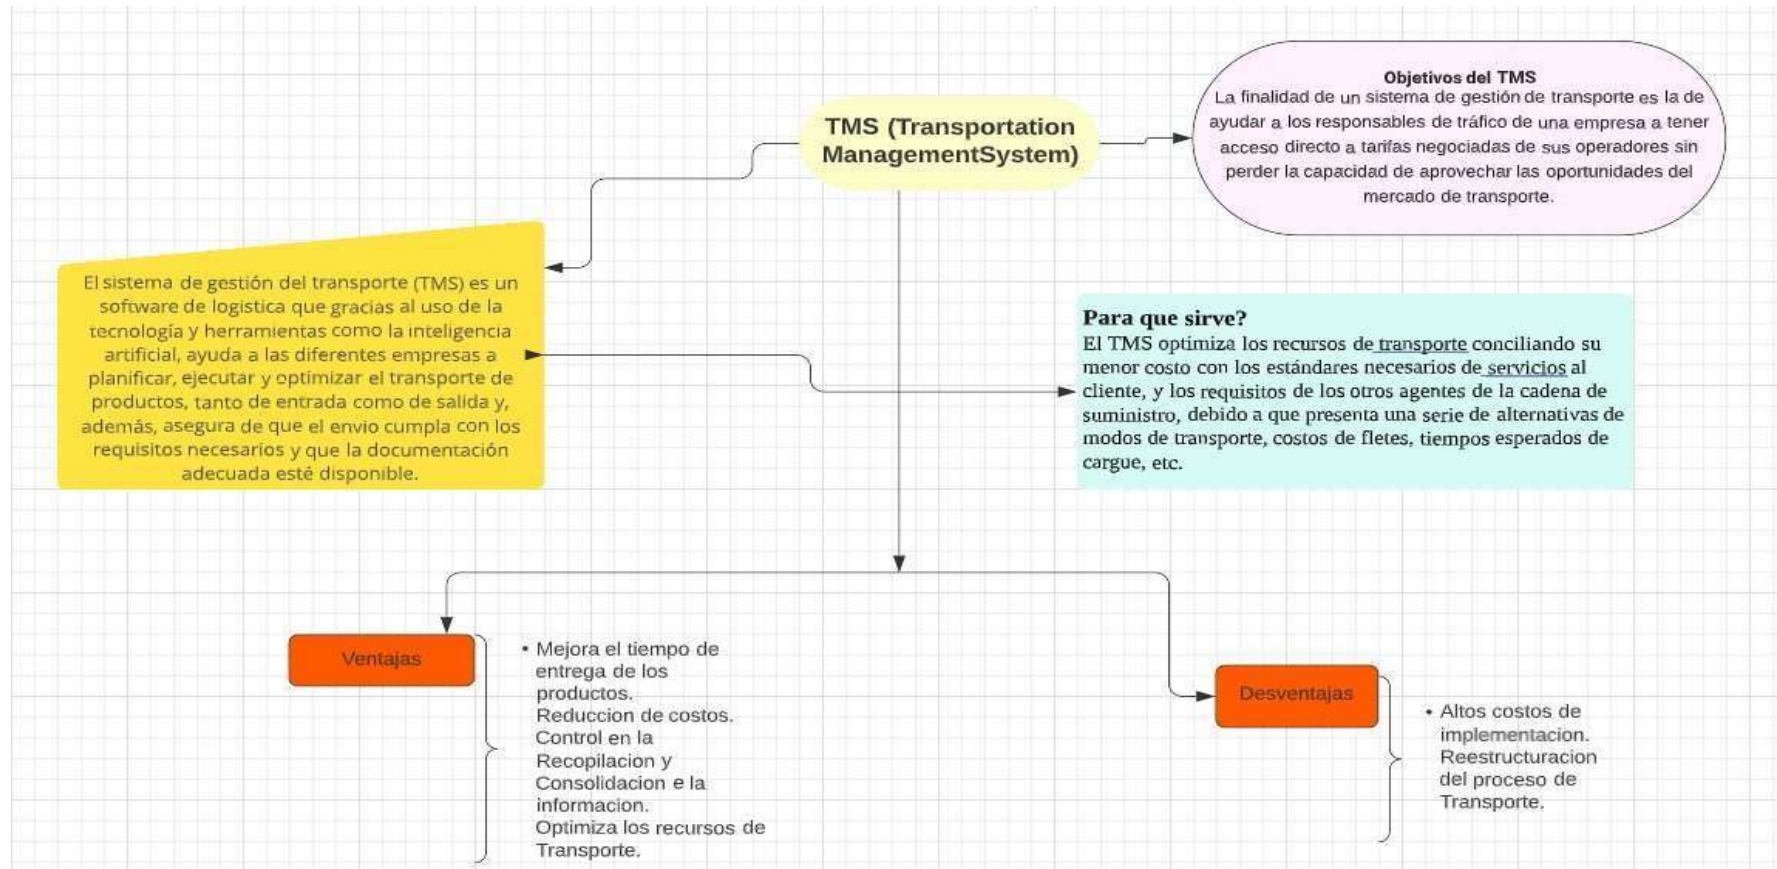 TMS (Transportation
ManagementSystem)
Objetivos del TMS
La finalidad de un sistema de gestión de transporte es la de
ayudar a los responsables de tráfico de una empresa a tener
acceso directo a tarifas negociadas de sus operadores sin
perder la capacidad de aprovechar las oportunidades del
mercado de transporte.
El sistema de gestión del transporte (TMS) es un
software de logistica que gracias al uso de la
tecnología y herramientas como la inteligencia
artificial, ayuda a las diferentes empresas a
planificar, ejecutar y optimizar el transporte de
productos, tanto de entrada como de salida y,
además, asegura de que el envio cumpla con los
requisitos necesarios y que la documentación
adecuada esté disponible.
Para que sirve?
El TMS optimiza los recursos de transporte conciliando su
menor costo con los estándares necesarios de servicios al
cliente, y los requisitos de los otros agentes de la cadena de
suministro, debido a que presenta una serie de alternativas de
modos de transporte, costos de fletes, tiempos esperados de
cargue, etc.
Ventajas
• Mejora el tiempo de
entrega de los
productos.
Reduccion de costos.
Control en la
Recopilacion y
Consolidacion e la
informacion.
Optimiza los recursos de
Transporte.
Desventajas
• Altos costos de
implementacion.
Reestructuracion
del proceso de
Transporte.